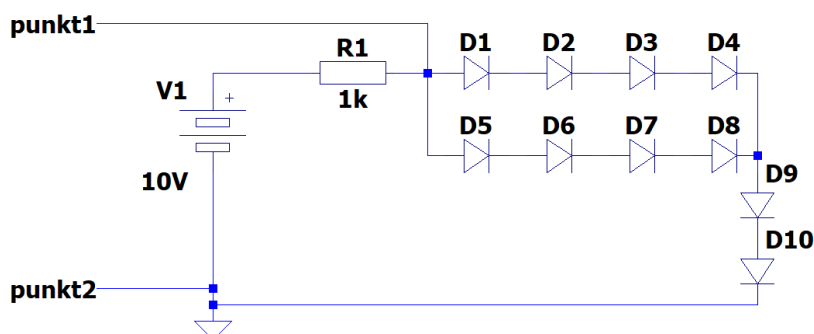 punkt1
R1
1k
D1 D2 D3 D4
V1
+
10V
D5 D6 D7 D8
D9
D10
punkt2